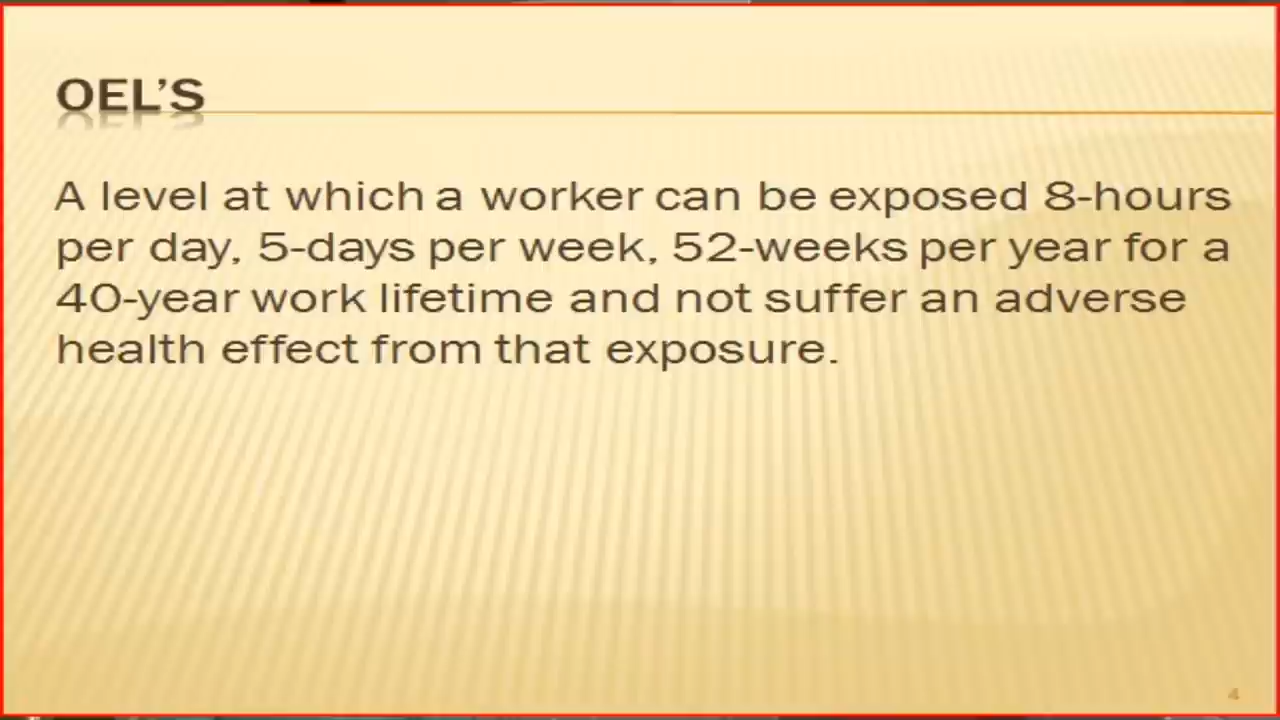 OEL'S
A level at which a worker can be exposed 8-hours
per day, 5-days per week, 52-weeks per year for a
40-year work lifetime and not suffer an adverse
health effect from that exposure.
4